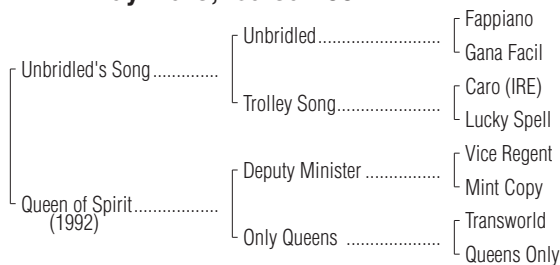 Fappiano
Unbridled........................
Gana Facil
Unbridled's Song..............
Caro (IRE)
Trolley Song....................
Lucky Spell
Vice Regent
Deputy Minister ................
Mint Copy
Queen of Spirit..................
(1992)
Transworld
Only Queens ....................
Queens Only